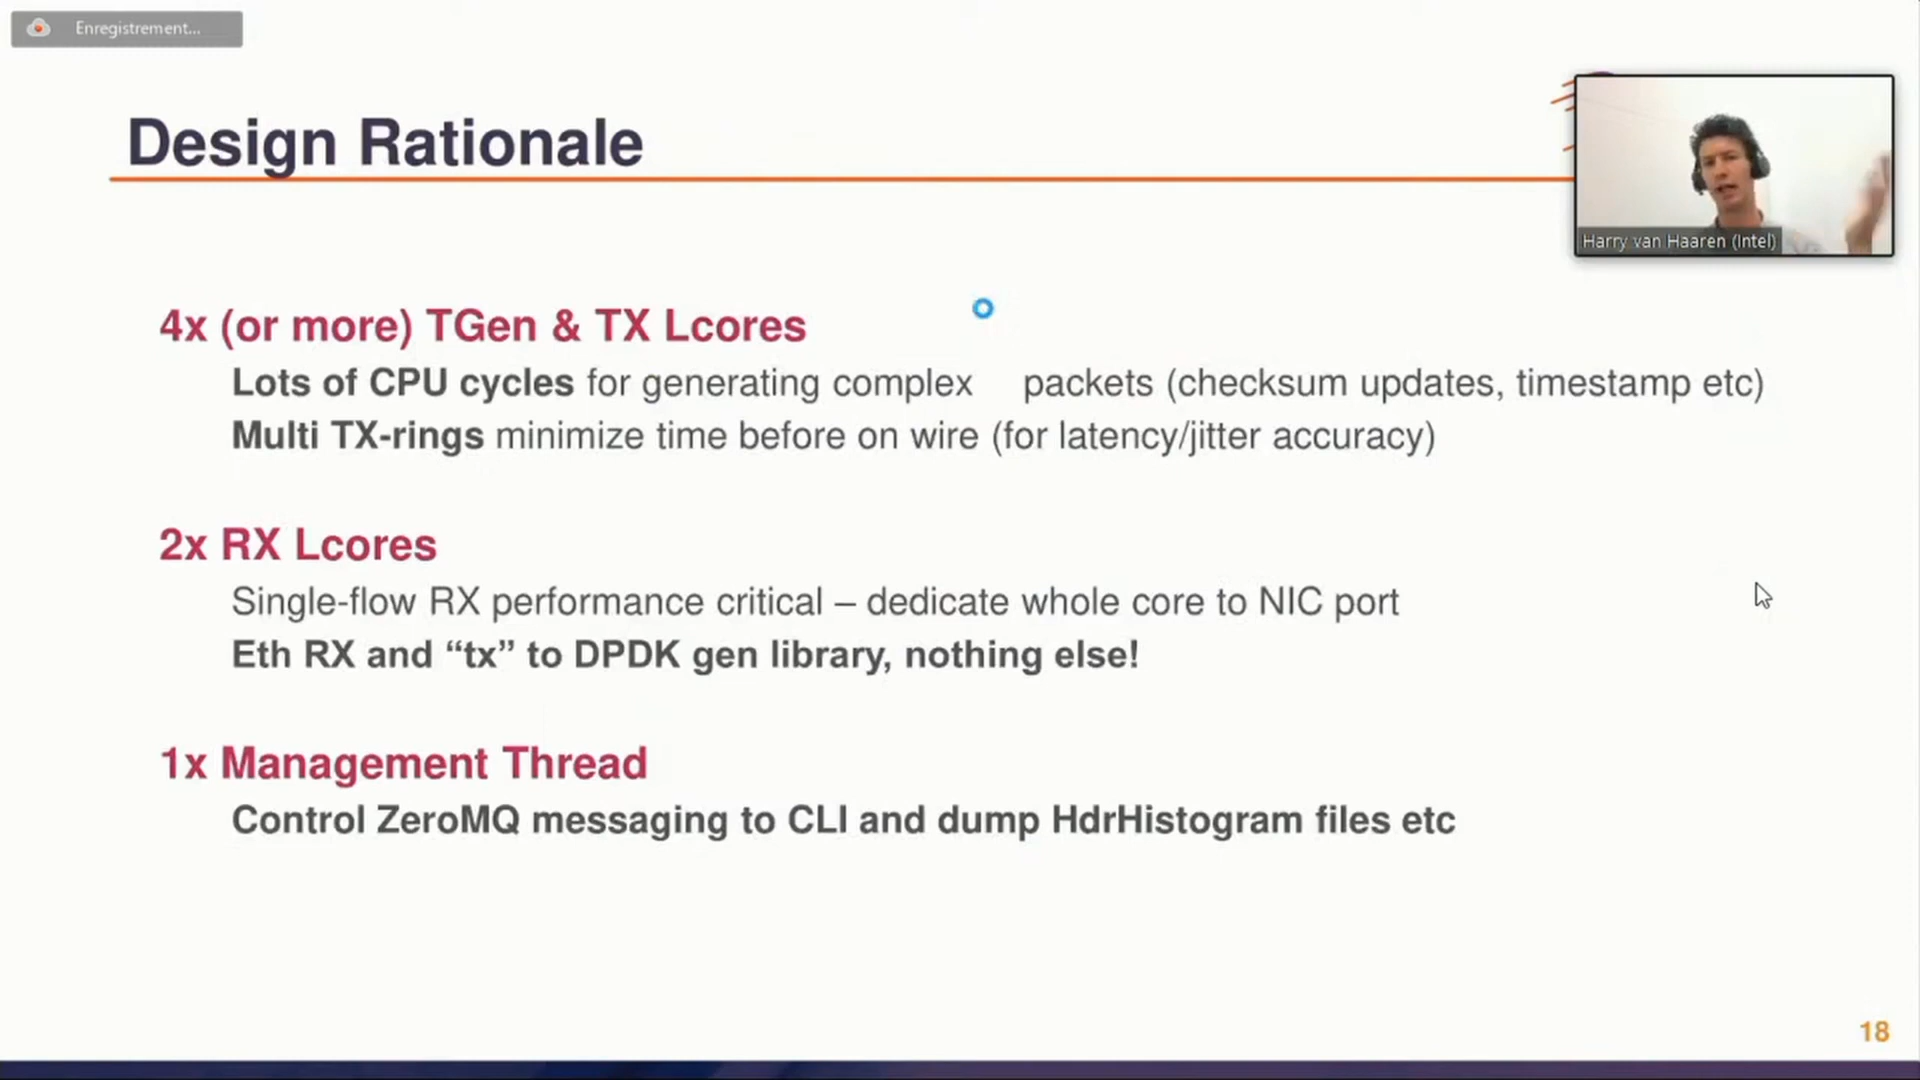 Enregistrement...
Design Rationale
Harry van Haaren (Intel)
4x (or more) TGen & TX Lcores
Lots of CPU cycles for generating complex packets (checksum updates, timestamp etc)
Multi TX-rings minimize time before on wire (for latency/jitter accuracy)
2x RX Lcores
Single-flow RX performance critical – dedicate whole core to NIC port
Eth RX and “tx” to DPDK gen library, nothing else!
1x Management Thread
Control ZeroMQ messaging to CLI and dump HdrHistogram files etc
18